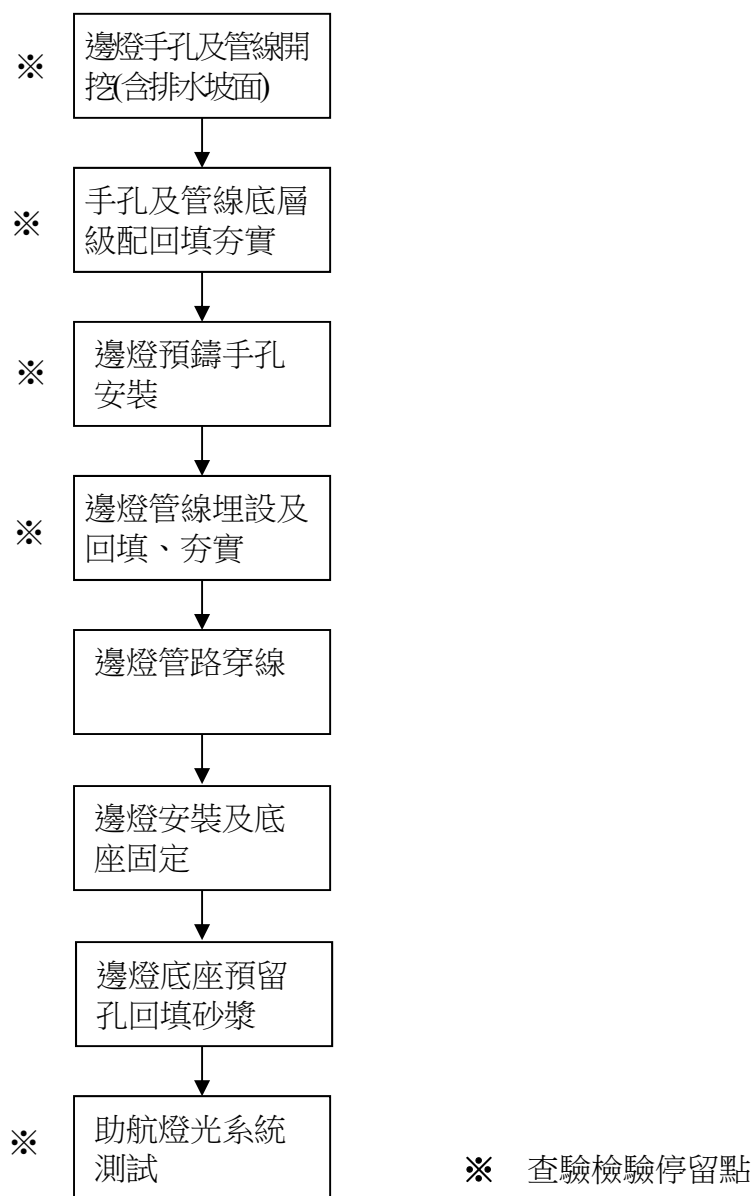 ※ 邊燈手孔及管線開
挖(含排水坡面)
※ 手孔及管線底層
級配回填夯實
※ 邊燈預鑄手孔
安裝
※ 邊燈管線埋設及
回填、夯實
邊燈管路穿線
邊燈安裝及底
座固定
邊燈底座預留
孔回填砂漿
※ 助航燈光系統
測試
※ 查驗檢驗停留點